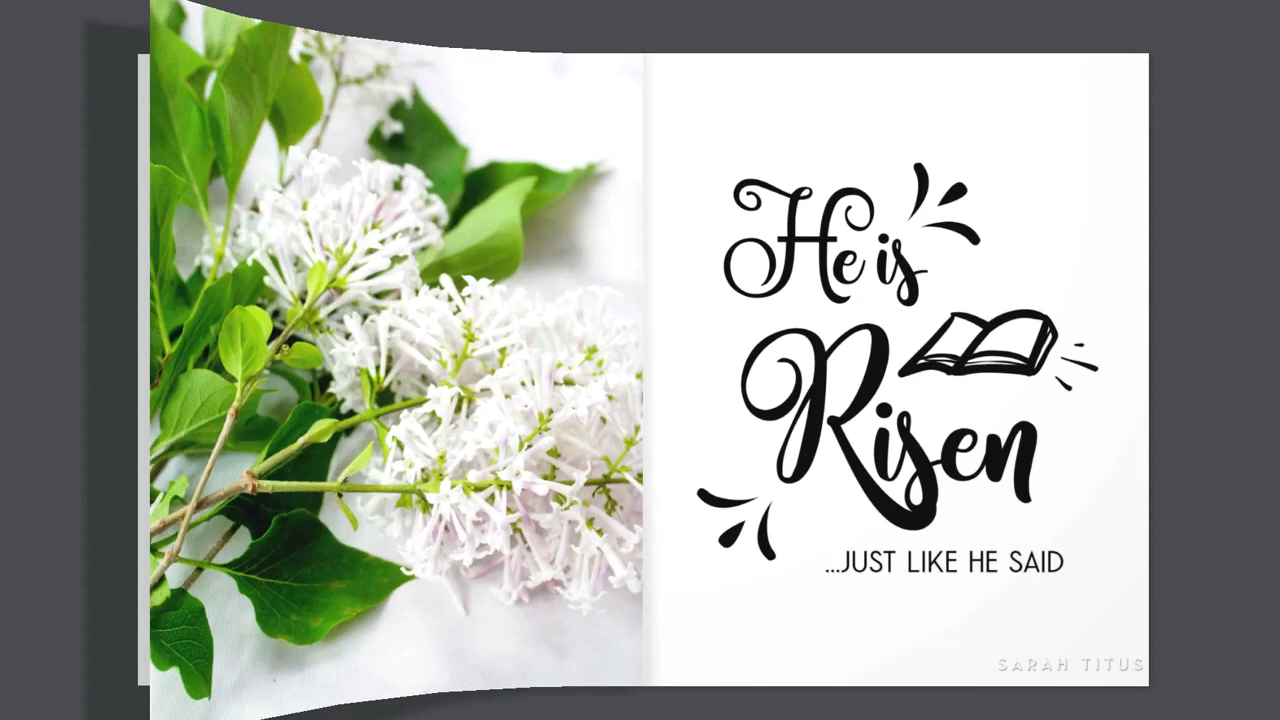 He is
Risen
...JUST LIKE HE SAID
SARAH TITUS